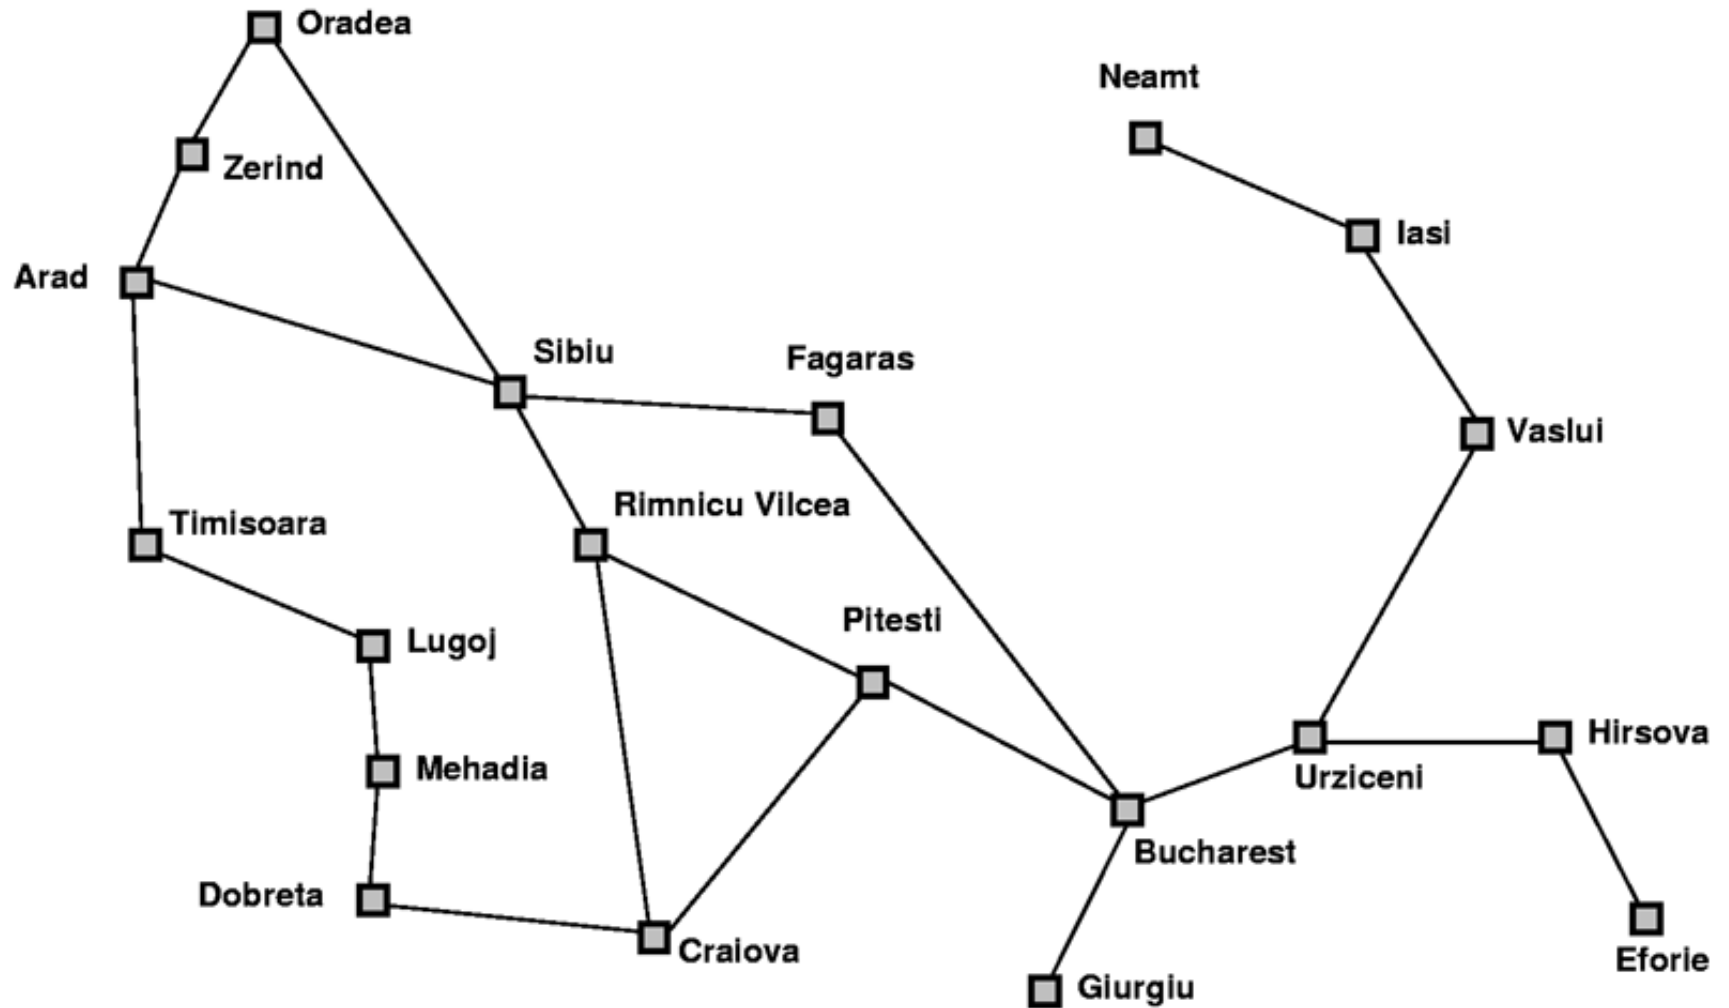 Oradea
Neamt
Zerind
Iasi
Arad
Sibiu
Fagaras
Vaslui
Rimnicu Vilcea
Timisoara
Pitesti
Lugoj
Hirsova
Mehadia
Urziceni
Bucharest
Dobreta
Craiova
Eforie
Giurgiu